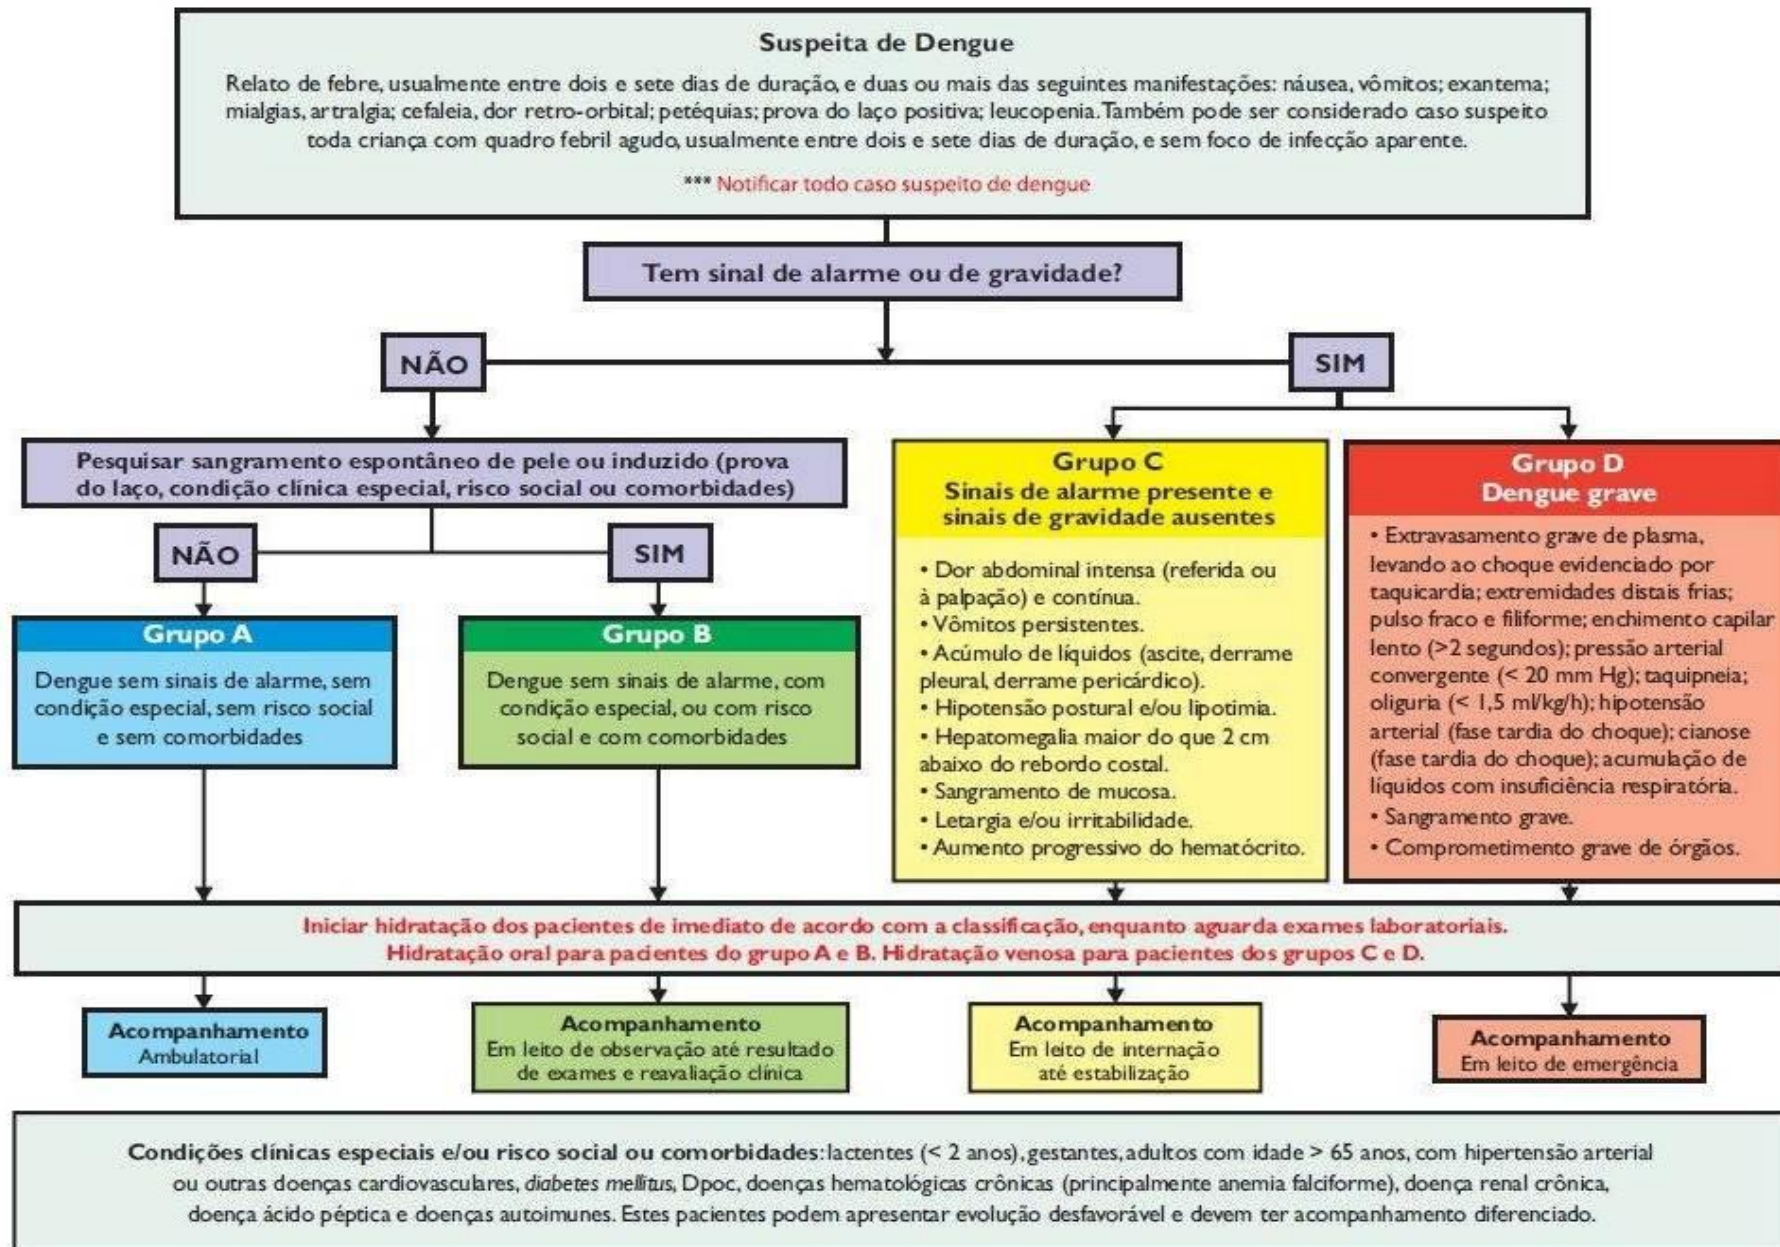 Suspeita de Dengue
Relato de febre, usualmente entre dois e sete dias de duração, e duas ou mais das seguintes manifestações: náusea, vômitos; exantema;
mialgias, artralgia; cefaleia, dor retro-orbital; petéquias; prova do laço positiva; leucopenia. Também pode ser considerado caso suspeito
toda criança com quadro febril agudo, usualmente entre dois e sete dias de duração, e sem foco de infecção aparente.
*** Notificar todo caso suspeito de dengue
Tem sinal de alarme ou de gravidade?
NÃO
SIM
Pesquisar sangramento espontâneo de pele ou induzido (prova
do laço, condição clínica especial, risco social ou comorbidades)
NÃO
SIM
Grupo A
Dengue sem sinais de alarme, sem
condição especial, sem risco social
e sem comorbidades
Grupo B
Dengue sem sinais de alarme, com
condição especial, ou com risco
social e com comorbidades
Grupo C
Sinais de alarme presente e
sinais de gravidade ausentes
• Dor abdominal intensa (referida ou
à palpação) e contínua.
• Vômitos persistentes.
• Acúmulo de líquidos (ascite, derrame
pleural, derrame pericárdico).
• Hipotensão postural e/ou lipotimia.
• Hepatomegalia maior do que 2 cm
abaixo do rebordo costal.
• Sangramento de mucosa.
• Letargia e/ou irritabilidade.
• Aumento progressivo do hematócrito.
Grupo D
Dengue grave
• Extravasamento grave de plasma,
levando ao choque evidenciado por
taquicardia; extremidades distais frias;
pulso fraco e filiforme; enchimento capilar
lento (>2 segundos); pressão arterial
convergente (< 20 mm Hg); taquipneia;
oliguria (< 1,5 ml/kg/h); hipotensão
arterial (fase tardia do choque); cianose
(fase tardia do choque); acumulação de
líquidos com insuficiência respiratória.
• Sangramento grave.
• Comprometimento grave de órgãos.
Iniciar hidratação dos pacientes de imediato de acordo com a classificação, enquanto aguarda exames laboratoriais.
Hidratação oral para pacientes do grupo A e B. Hidratação venosa para pacientes dos grupos C e D.
Acompanhamento
Ambulatorial
Acompanhamento
Em leito de observação até resultado
de exames e reavaliação clínica
Acompanhamento
Em leito de internação
até estabilização
Acompanhamento
Em leito de emergência
Condições clínicas especiais e/ou risco social ou comorbidades: lactentes (< 2 anos), gestantes, adultos com idade > 65 anos, com hipertensão arterial
ou outras doenças cardiovasculares, diabetes mellitus, Dpoc, doenças hematológicas crônicas (principalmente anemia falciforme), doença renal crônica,
doença ácido péptica e doenças autoimunes. Estes pacientes podem apresentar evolução desfavorável e devem ter acompanhamento diferenciado.